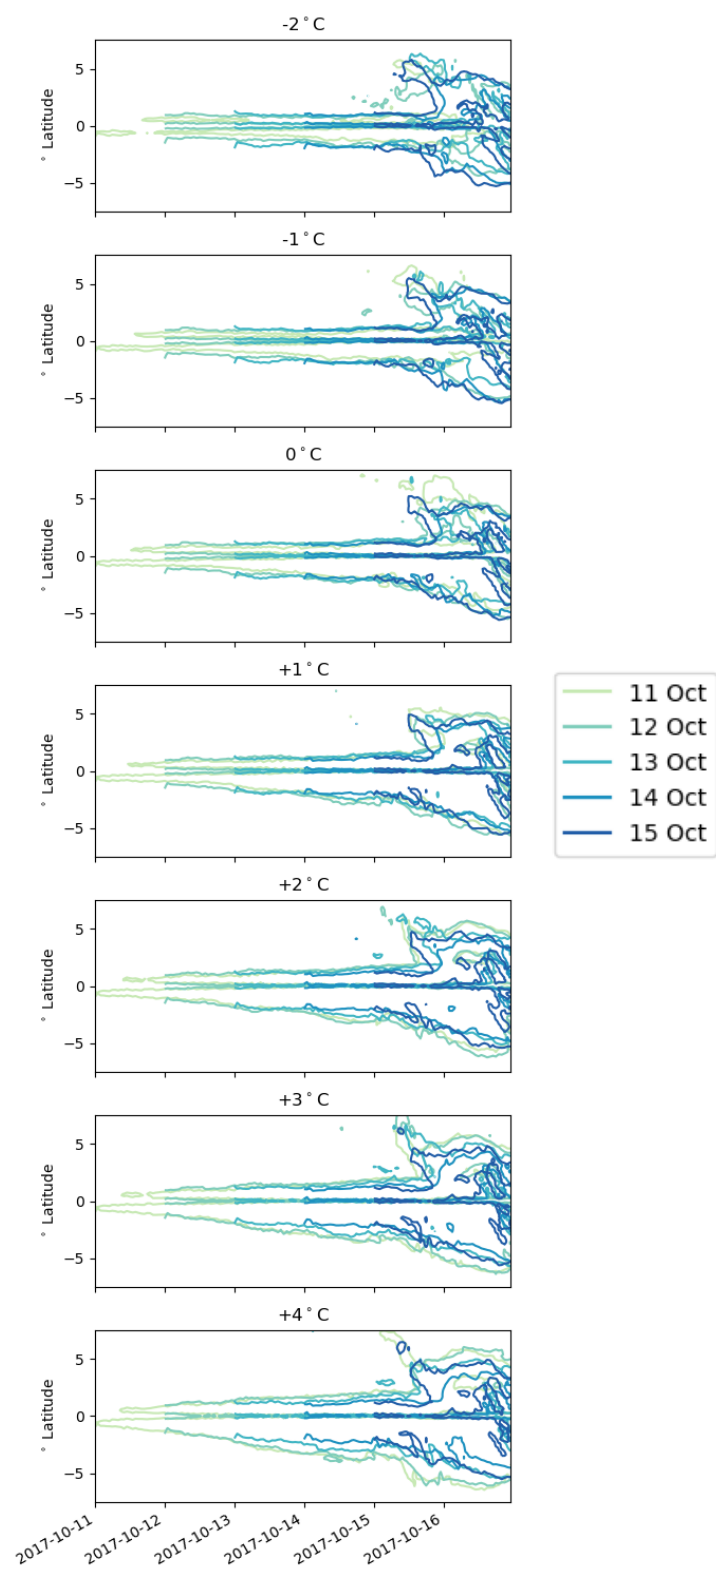 -2°C
5
0
−5
° Latitude
-1°C
5
0
−5
° Latitude
0°C
5
0
−5
° Latitude
+1°C
5
0
−5
° Latitude
11 Oct
12 Oct
13 Oct
14 Oct
15 Oct
+2°C
5
0
−5
° Latitude
+3°C
5
0
−5
° Latitude
+4°C
5
0
−5
° Latitude
2017-10-11
2017-10-12
2017-10-13
2017-10-14
2017-10-15
2017-10-16